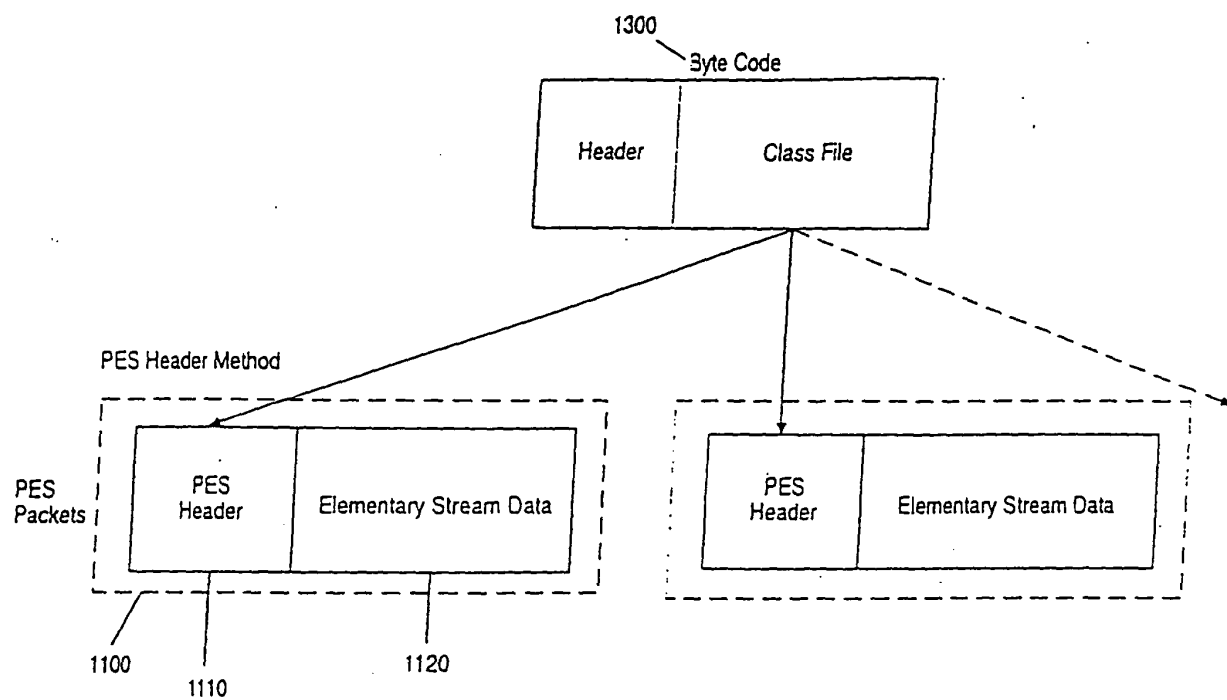 1300
Byte Code
Header
Class File
PES Header Method
PES
Packets
PES
Header
Elementary Stream Data
PES
Header
Elementary Stream Data
1100
1110
1120